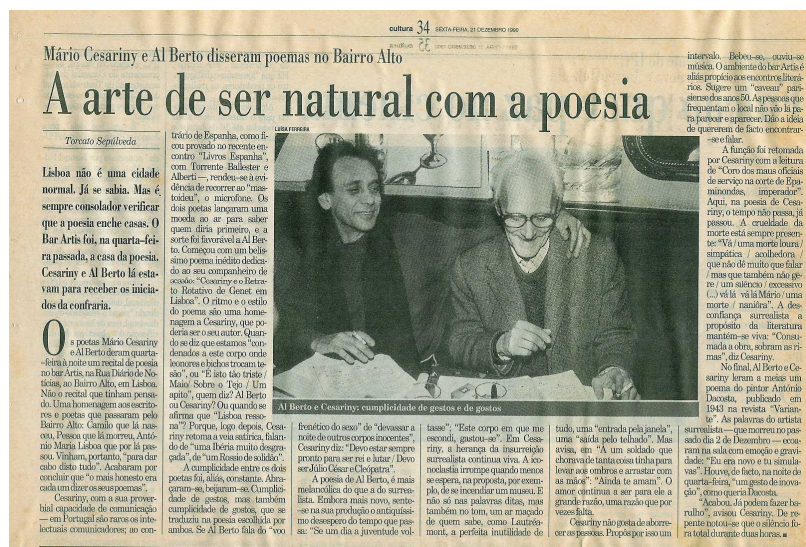 cultura 34 SEXTA-FEIRA, 21 DEZEMBRO 1990
Mário Cesariny e Al Berto disseram poemas no Bairro Alto
A arte de ser natural com a poesia
Torcato Sepúlveda
Lisboa não é uma cidade
normal. Já se sabia. Mas é
sempre consolador verificar
que a poesia enche casas. O
Bar Artis foi, na quarta-fei-
ra passada, a casa da poesia.
Cesariny e Al Berto lá esta-
vam para receber os inicia-
dos da confraria.
Os poetas Mário Cesariny
e Al Berto deram quarta-
-feira à noite um recital de poesia
no bar Artis, na Rua Diário de No-
tícias, ao Bairro Alto, em Lisboa.
Não o recital que tinham pensa-
do. Uma homenagem aos escrito-
res e poetas que passaram pelo
Bairro Alto: Camilo que lá nas-
ceu, Pessoa que lá morreu, Antó-
nio Maria Lisboa que por lá pas-
sou. Vinham, portanto, "para dar
cabo disto tudo". Acabaram por
concluir que "o mais honesto era
cada um dizer os seus poemas".
Cesariny, com a sua prover-
bial capacidade de comunicação
— em Portugal são raros os inte-
lectuais comunicadores; ao con-
trário de Espanha, como fi-
cou provado no recente en-
contro "Livros Espanha",
com Torrente Ballester e
Alberti —, rendeu-se à evi-
dência de recorrer ao "mas-
toideu", o microfone. Os
dois poetas lançaram uma
moeda ao ar para saber
quem diria primeiro, e a
sorte foi favorável a Al Ber-
to. Começou com um belís-
simo poema inédito dedica-
do ao seu companheiro de
sessão: "Cesariny e o Retra-
to Rotativo de Genet em
Lisboa". O ritmo e o estilo
do poema são uma home-
nagem a Cesariny, que po-
deria ser o seu autor. Quan-
do se diz que estamos "con-
denados a este corpo onde
leonores e bichos trocam te-
são", ou "É isto tão triste /
Maio/ Sobre o Tejo / Um
apito", quem diz? Al Berto
ou Cesariny? Ou quando se
afirma que "Lisboa resso-
na"? Porque, logo depois, Cesa-
riny retoma a veia satírica, falan-
do de "uma Ibéria muito desgra-
çada", de "um Rossio de solidão".
A cumplicidade entre os dois
poetas foi, aliás, constante. Abra-
çaram-se, beijaram-se. Cumplici-
dade de gestos, mas também
cumplicidade de gostos, que se
traduziu na poesia escolhida por
ambos. Se Al Berto fala do "voo
LUÍSA FERREIRA
Al Berto e Cesariny: cumplicidade de gestos e de gostos
frenético do sexo" de "devassar a
noite de outros corpos inocentes",
Cesariny diz: "Devo estar sempre
pronto para ser rei e lutar / Devo
ser Júlio César e Cleópatra".
A poesia de Al Berto, é mais
melancólica do que a do surrea-
lista. Embora mais novo, sente-
-se na sua produção o antiquíssi-
mo desespero do tempo que pas-
sa: "Se um dia a juventude vol-
tasse"; "Este corpo em que me
escondi, gastou-se". Em Cesa-
riny, a herança da insurreição
surrealista continua viva. A ico-
noclastia irrompe quando menos
se espera, na proposta, por exem-
plo, de se incendiar um museu. E
não só nas palavras ditas, mas
também no tom, um ar maçado
de quem sabe, como Lautréa-
mont, a perfeita inutilidade de
tudo, uma "entrada pela janela",
uma "saída pelo telhado". Mas
avisa, em "A um soldado que
chorava de tanta coisa tinha para
levar aos ombros e arrastar com
as mãos": "Ainda te amam". O
amor continua a ser para ele a
grande razão, uma razão que por
vezes falta.
Cesariny não gosta de aborre-
cer as pessoas. Propôs por isso um
intervalo. Bebeu-se, ouviu-se
música. O ambiente do bar Artis é
aliás propício aos encontros literá-
rios. Sugere um "caveau" pari-
siense dos anos 50. As pessoas que
frequentam o local não vão lá pa-
ra parecer e aparecer. Dão a ideia
de quererem de facto encontrar-
-se e falar.
A função foi retomada
por Cesariny com a leitura
de "Coro dos maus oficiais
de serviço na corte de Epa-
minondas, imperador".
Aqui, na poesia de Cesa-
riny, o tempo não passa, já
passou. A crueldade da
morte está sempre presen-
te: "Vá / uma morte loura /
simpática / acolhedora /
que não dê muito que falar
/ mas que também não ge-
re / um silêncio / excessivo
(...) vá lá vá lá Mário / uma
morte / naniôra". A des-
confiança surrealista a
propósito da literatura
mantém-se viva: "Consu-
mada a obra, sobram as ri-
mas", diz Cesariny.
No final, Al Berto e Ce-
sariny leram a meias um
poema do pintor António
Dacosta, publicado em
1943 na revista "Varian-
te". As palavras do artista
surrealista — que morreu no pas-
sado dia 2 de Dezembro — ecoa-
ram na sala com emoção e gravi-
dade: "Eu era novo e tu simula-
vas". Houve, de facto, na noite de
quarta-feira, "um gesto de inova-
ção", como queria Dacosta.
"Acabou. Já podem fazer ba-
rulho", avisou Cesariny. De re-
pente notou-se que o silêncio fo-
ra total durante duas horas. ■